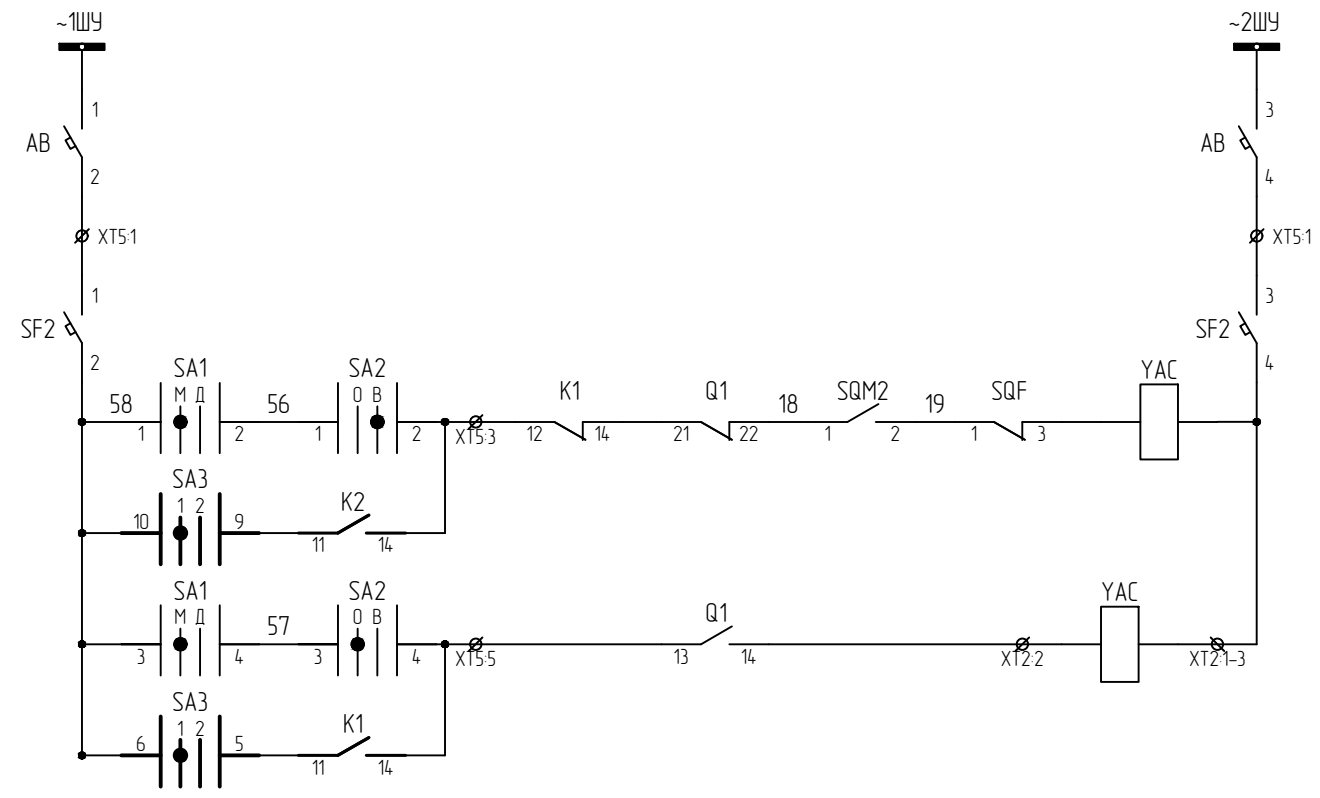 ~1ШУ ~2ШУ
1 3
АВ АВ
2 4
XT5:1 XT5:1
1 3
SF2 SF2
2 4
SA1 SA2 K1 Q1 SQM2 SQF YAC
М Д О В
58 56 18 19
1 2 1 2 XT5:3 12 14 21 22 1 2 1 3
SA3 K2
1 2
10 9 11 14
SA1 SA2 Q1 YAC
М Д О В
57
3 4 3 4 XT5:5 13 14 XT2:2 XT2:1-3
SA3 K1
1 2
6 5 11 14